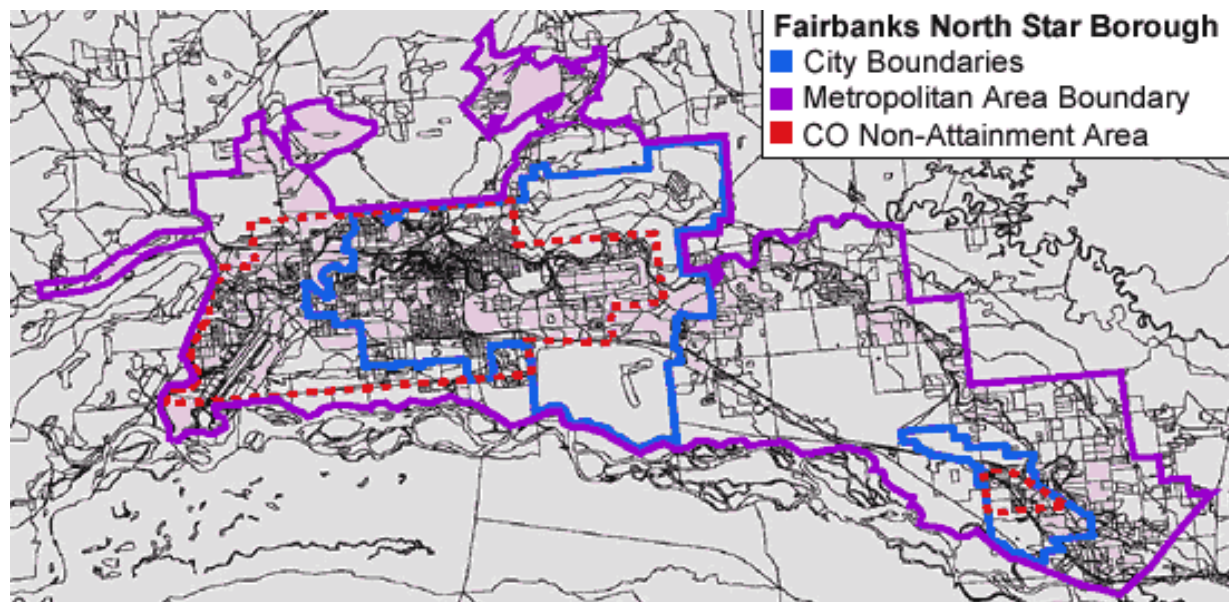 Fairbanks North Star Borough
City Boundaries
Metropolitan Area Boundary
CO Non-Attainment Area